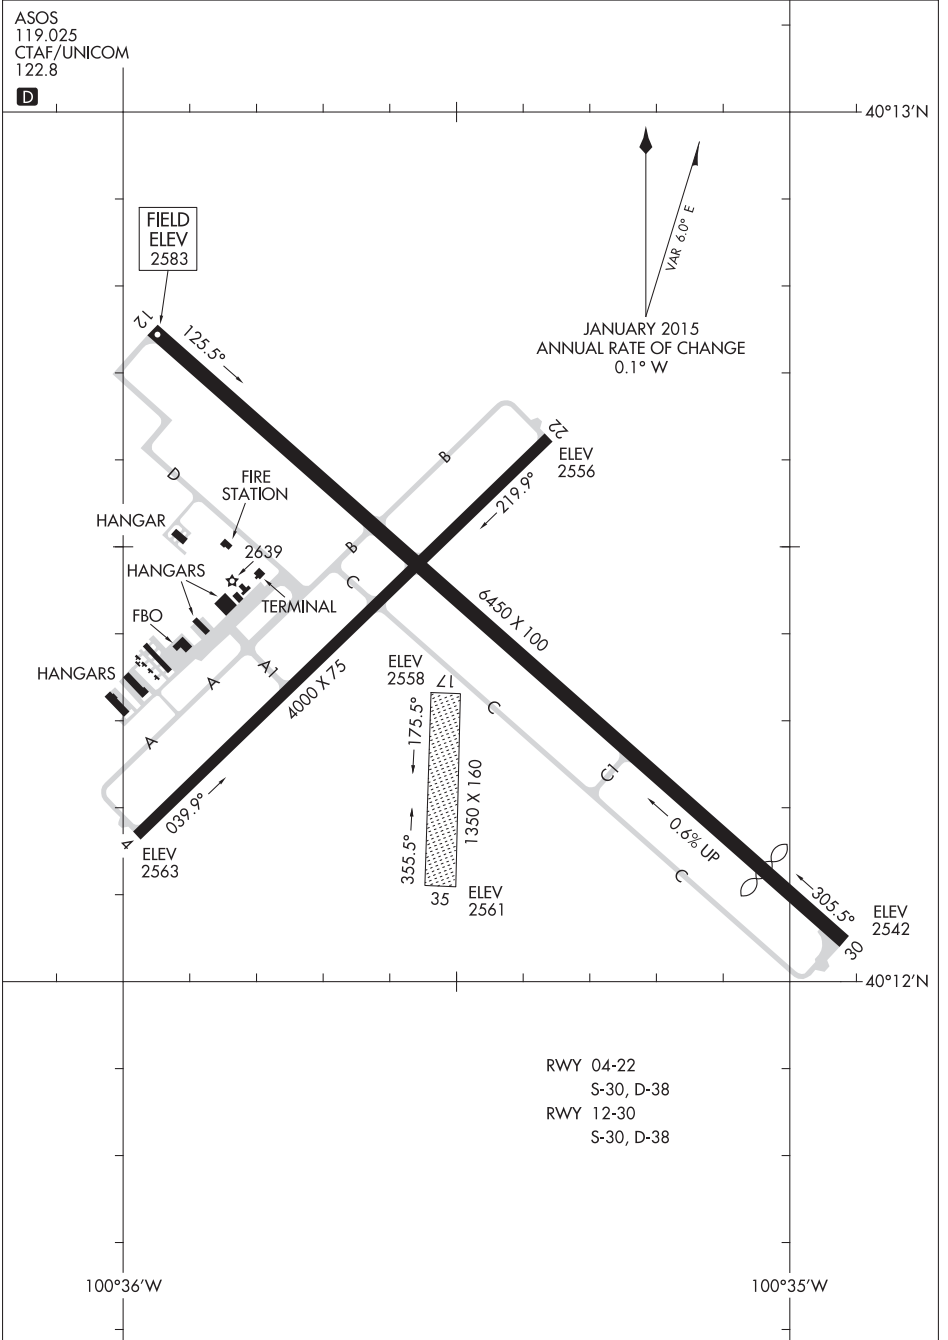 ASOS
119.025
CTAF/UNICOM
122.8
D
40°13'N
VAR 6.0° E
JANUARY 2015
ANNUAL RATE OF CHANGE
0.1° W
FIELD
ELEV
2583
12
125.5°
22
ELEV
2556
219.9°
B
B
D
FIRE
STATION
HANGAR
2639
HANGARS
TERMINAL
FBO
HANGARS
C
6450 X 100
A1
A
A
4000 X 75
ELEV
2558
17
175.5°
C
1350 X 160
355.5°
35
ELEV
2561
C1
0.6% UP
C
039.9°
4
ELEV
2563
305.5°
ELEV
2542
30
40°12'N
RWY 04-22
S-30, D-38
RWY 12-30
S-30, D-38
100°36'W
100°35'W